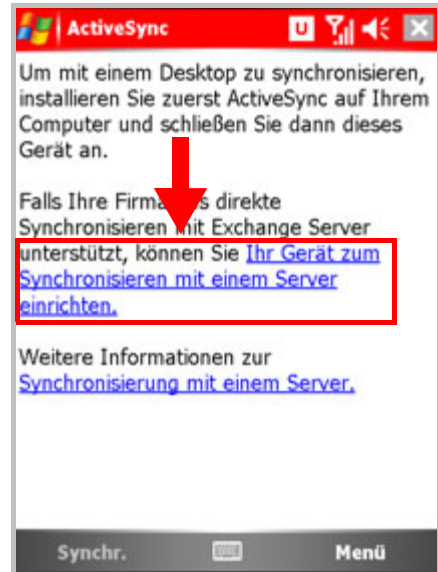 ActiveSync
U
Um mit einem Desktop zu synchronisieren,
installieren Sie zuerst ActiveSync auf Ihrem
Computer und schließen Sie dann dieses
Gerät an.
Falls Ihre Firma s direkte
Synchronisieren mit Exchange Server
unterstützt, können Sie Ihr Gerät zum
Synchronisieren mit einem Server
einrichten.
Weitere Informationen zur
Synchronisierung mit einem Server.
Synchr.
Menü